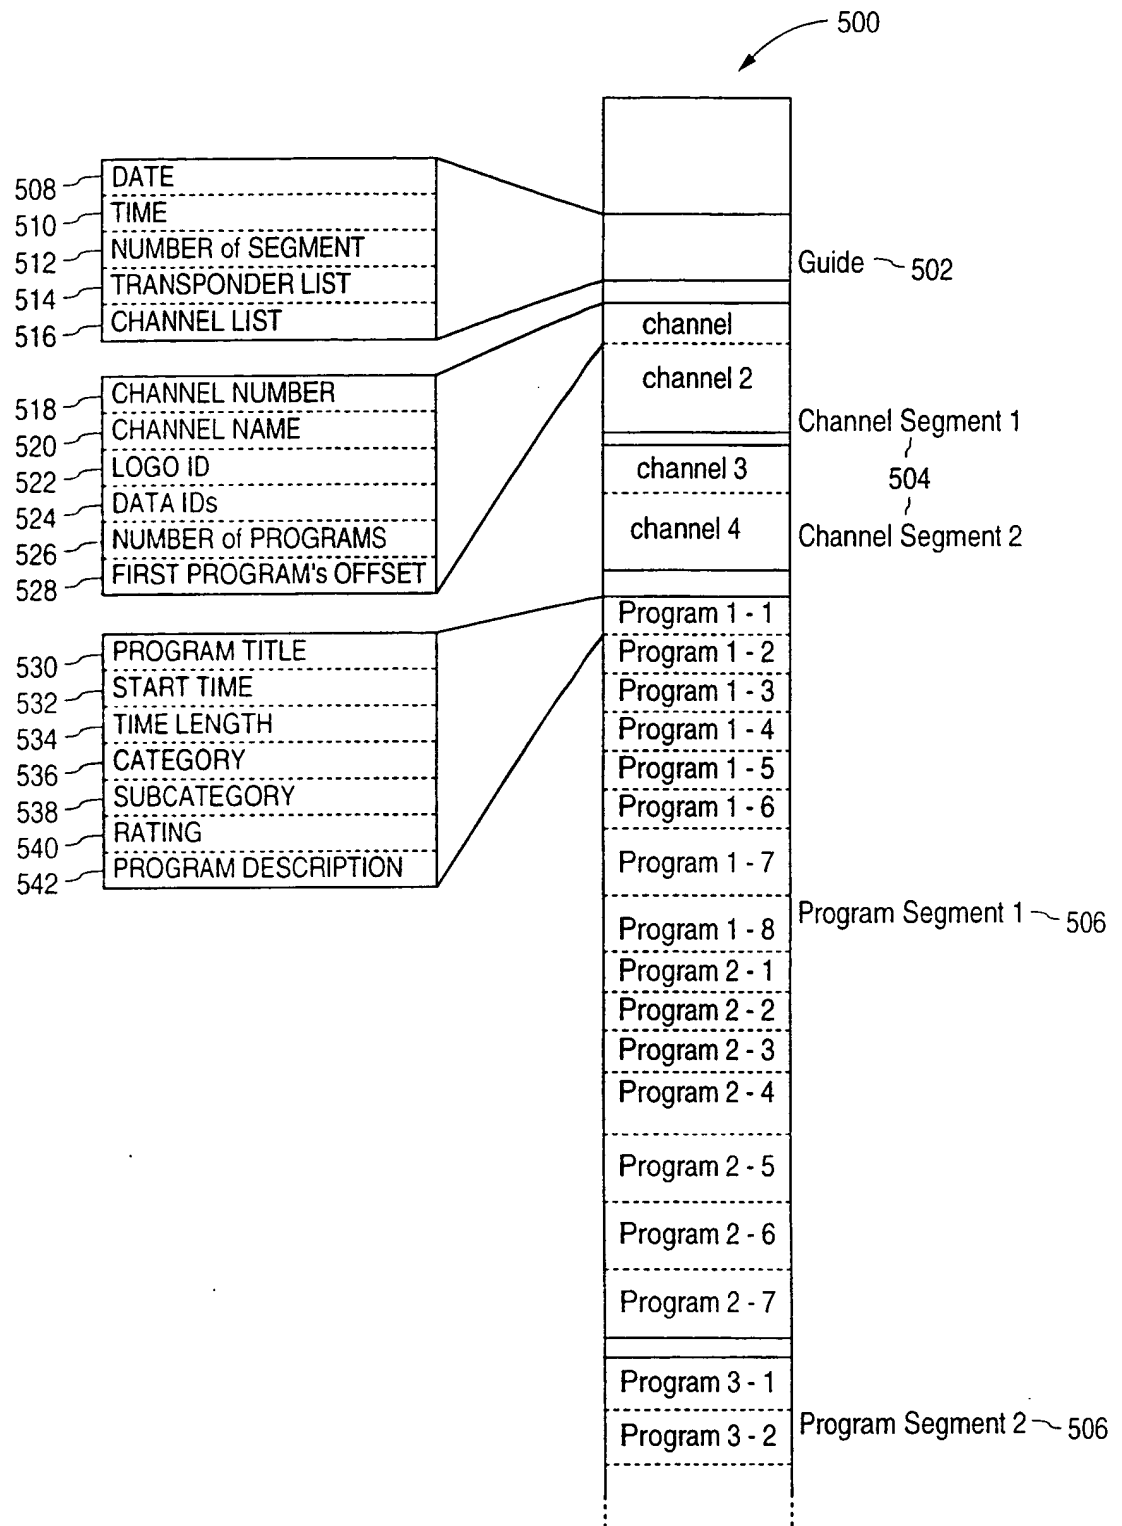 500
508 DATE
510 TIME
512 NUMBER of SEGMENT
514 TRANSPONDER LIST
516 CHANNEL LIST
518 CHANNEL NUMBER
520 CHANNEL NAME
522 LOGO ID
524 DATA IDs
526 NUMBER of PROGRAMS
528 FIRST PROGRAM's OFFSET
530 PROGRAM TITLE
532 START TIME
534 TIME LENGTH
536 CATEGORY
538 SUBCATEGORY
540 RATING
542 PROGRAM DESCRIPTION
Guide 502
channel
channel 2
Channel Segment 1
channel 3
504
channel 4
Channel Segment 2
Program 1 - 1
Program 1 - 2
Program 1 - 3
Program 1 - 4
Program 1 - 5
Program 1 - 6
Program 1 - 7
Program Segment 1 506
Program 1 - 8
Program 2 - 1
Program 2 - 2
Program 2 - 3
Program 2 - 4
Program 2 - 5
Program 2 - 6
Program 2 - 7
Program 3 - 1
Program Segment 2 506
Program 3 - 2